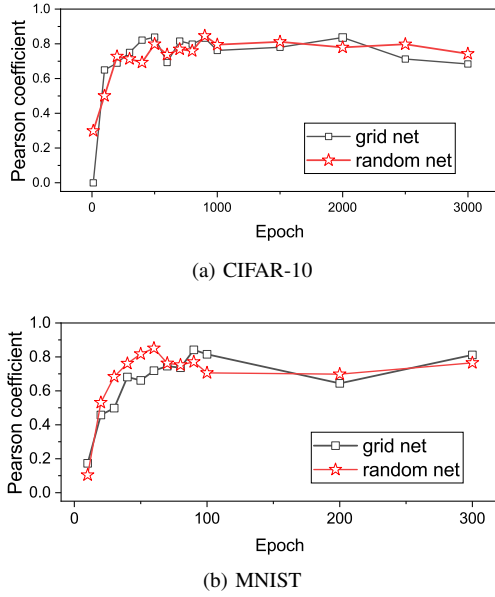 1.0
0.8
0.6
0.4
0.2
0.0
Pearson coefficient
grid net
random net
0 1000 2000 3000
Epoch
(a) CIFAR-10
1.0
0.8
0.6
0.4
0.2
0.0
Pearson coefficient
grid net
random net
0 100 200 300
Epoch
(b) MNIST